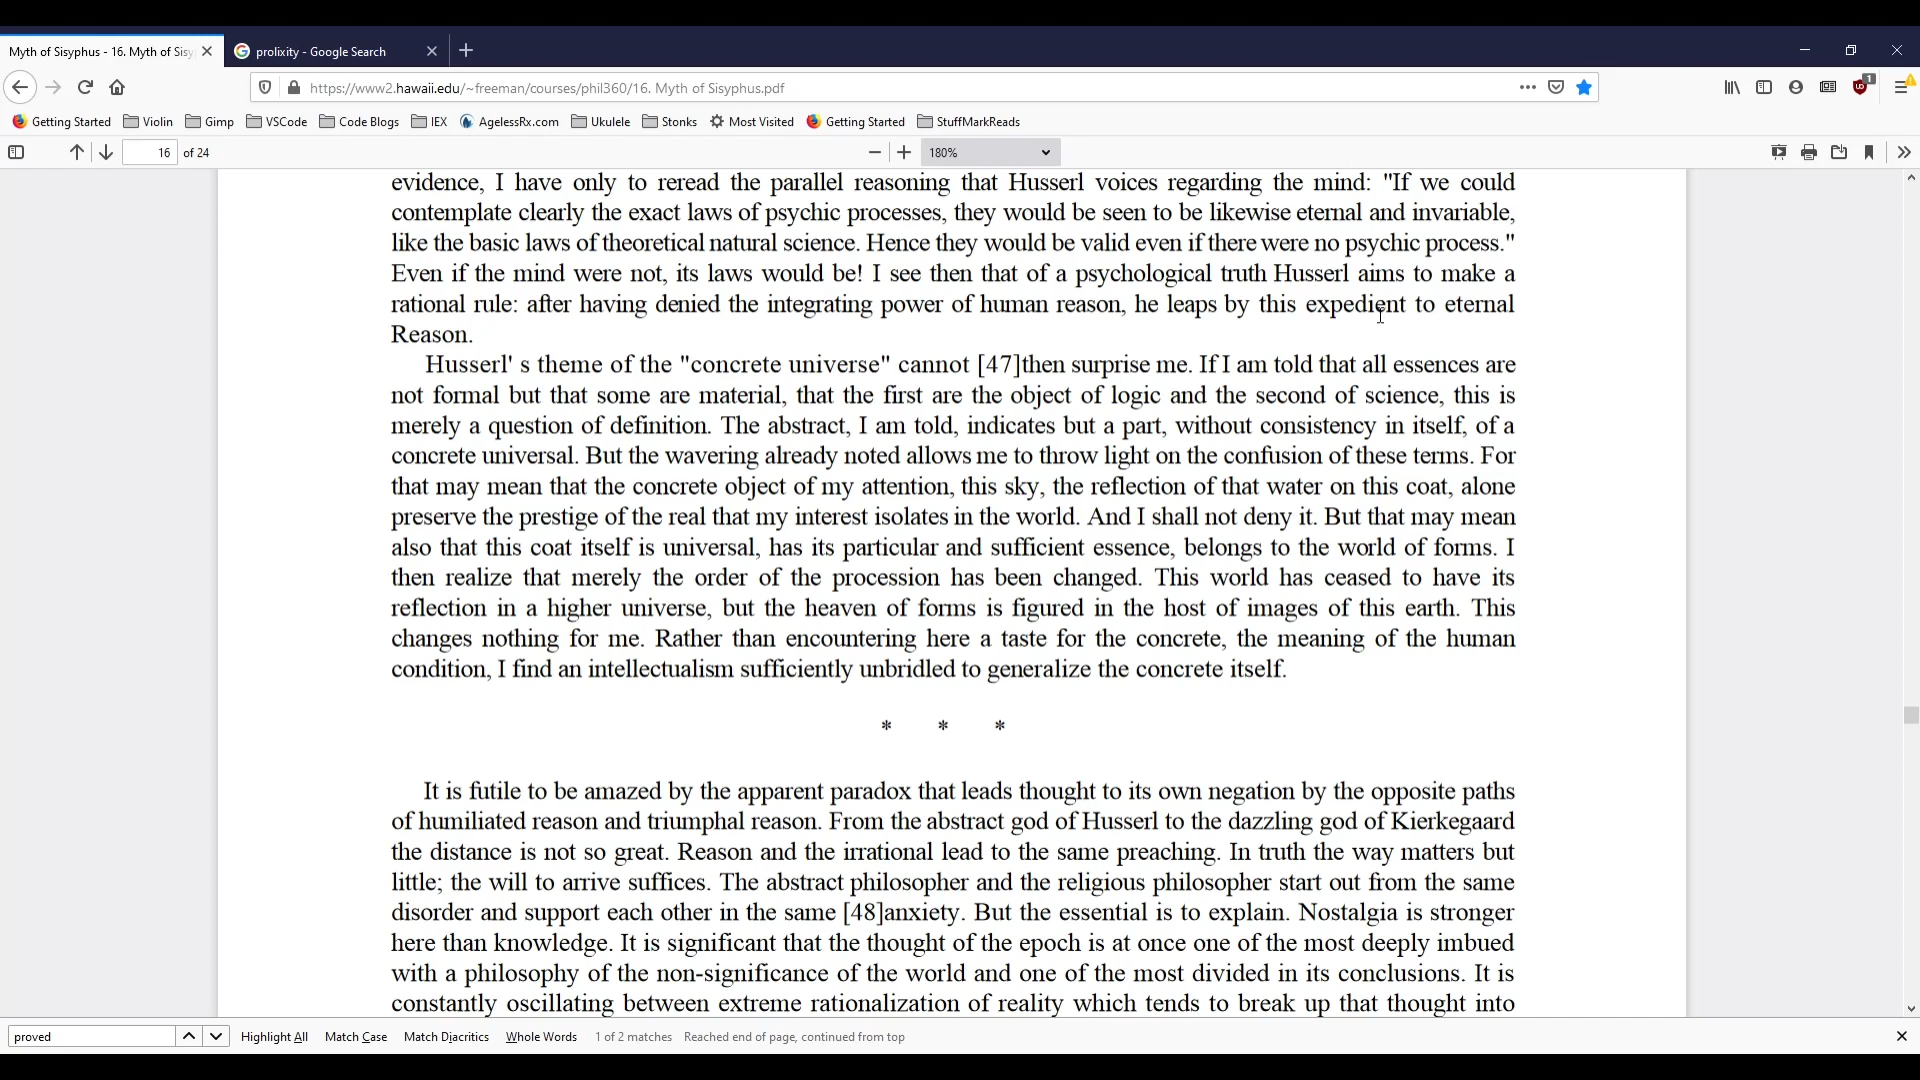 Myth of Sisyphus - 16. Myth of Sisy
prolixity - Google Search
https://www2.hawaii.edu/~freeman/courses/phil360/16. Myth of Sisyphus.pdf
1
Getting Started Violin Gimp VSCode Code Blogs IEX AgelessRx.com Ukulele Stonks Most Visited Getting Started StuffMarkReads
16 of 24 180%
evidence, I have only to reread the parallel reasoning that Husserl voices regarding the mind: "If we could
contemplate clearly the exact laws of psychic processes, they would be seen to be likewise eternal and invariable,
like the basic laws of theoretical natural science. Hence they would be valid even if there were no psychic process."
Even if the mind were not, its laws would be! I see then that of a psychological truth Husserl aims to make a
rational rule: after having denied the integrating power of human reason, he leaps by this expedient to eternal
Reason.
Husserl' s theme of the "concrete universe" cannot [47]then surprise me. If I am told that all essences are
not formal but that some are material, that the first are the object of logic and the second of science, this is
merely a question of definition. The abstract, I am told, indicates but a part, without consistency in itself, of a
concrete universal. But the wavering already noted allows me to throw light on the confusion of these terms. For
that may mean that the concrete object of my attention, this sky, the reflection of that water on this coat, alone
preserve the prestige of the real that my interest isolates in the world. And I shall not deny it. But that may mean
also that this coat itself is universal, has its particular and sufficient essence, belongs to the world of forms. I
then realize that merely the order of the procession has been changed. This world has ceased to have its
reflection in a higher universe, but the heaven of forms is figured in the host of images of this earth. This
changes nothing for me. Rather than encountering here a taste for the concrete, the meaning of the human
condition, I find an intellectualism sufficiently unbridled to generalize the concrete itself.
* * *
It is futile to be amazed by the apparent paradox that leads thought to its own negation by the opposite paths
of humiliated reason and triumphal reason. From the abstract god of Husserl to the dazzling god of Kierkegaard
the distance is not so great. Reason and the irrational lead to the same preaching. In truth the way matters but
little; the will to arrive suffices. The abstract philosopher and the religious philosopher start out from the same
disorder and support each other in the same [48]anxiety. But the essential is to explain. Nostalgia is stronger
here than knowledge. It is significant that the thought of the epoch is at once one of the most deeply imbued
with a philosophy of the non-significance of the world and one of the most divided in its conclusions. It is
constantly oscillating between extreme rationalization of reality which tends to break up that thought into
proved Highlight All Match Case Match Diacritics Whole Words 1 of 2 matches Reached end of page, continued from top